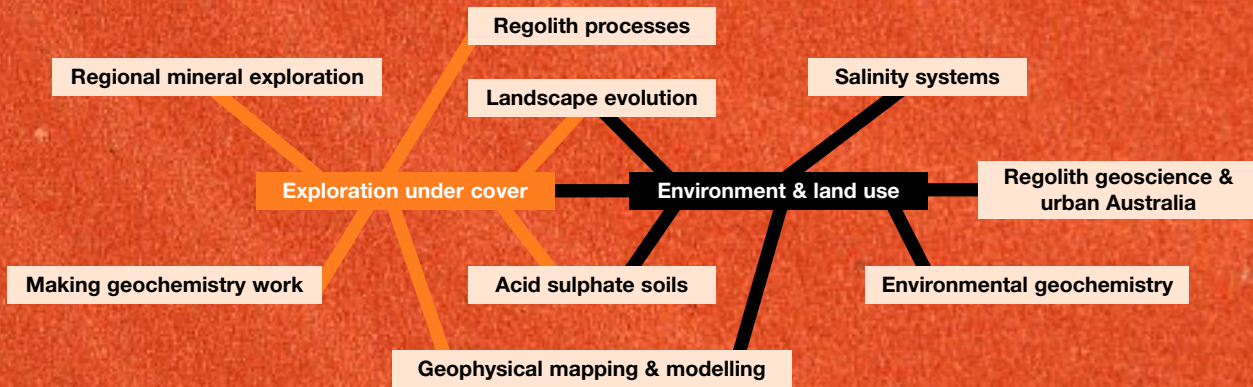 Regolith processes
Regional mineral exploration
Salinity systems
Landscape evolution
Exploration under cover
Environment & land use
Regolith geoscience &
urban Australia
Making geochemistry work
Acid sulphate soils
Environmental geochemistry
Geophysical mapping & modelling